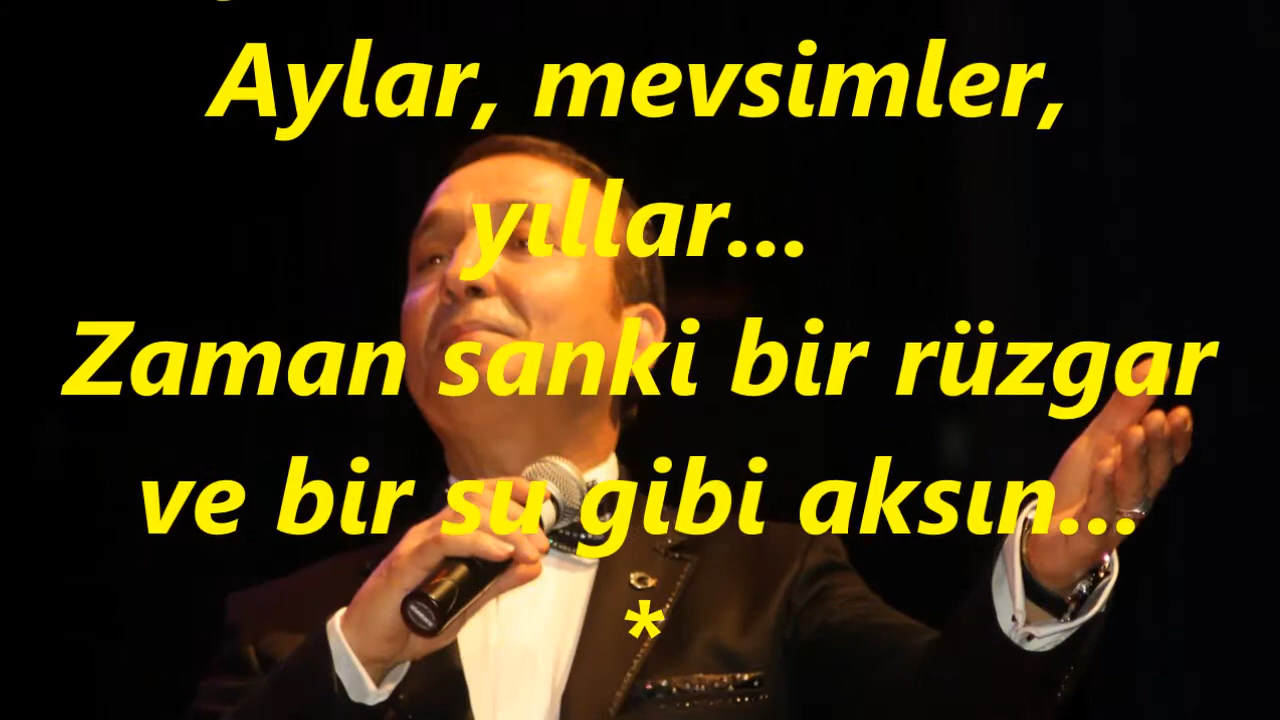 Aylar, mevsimler,
yıllar...
Zaman sanki bir rüzgar
ve bir su gibi aksın...
*